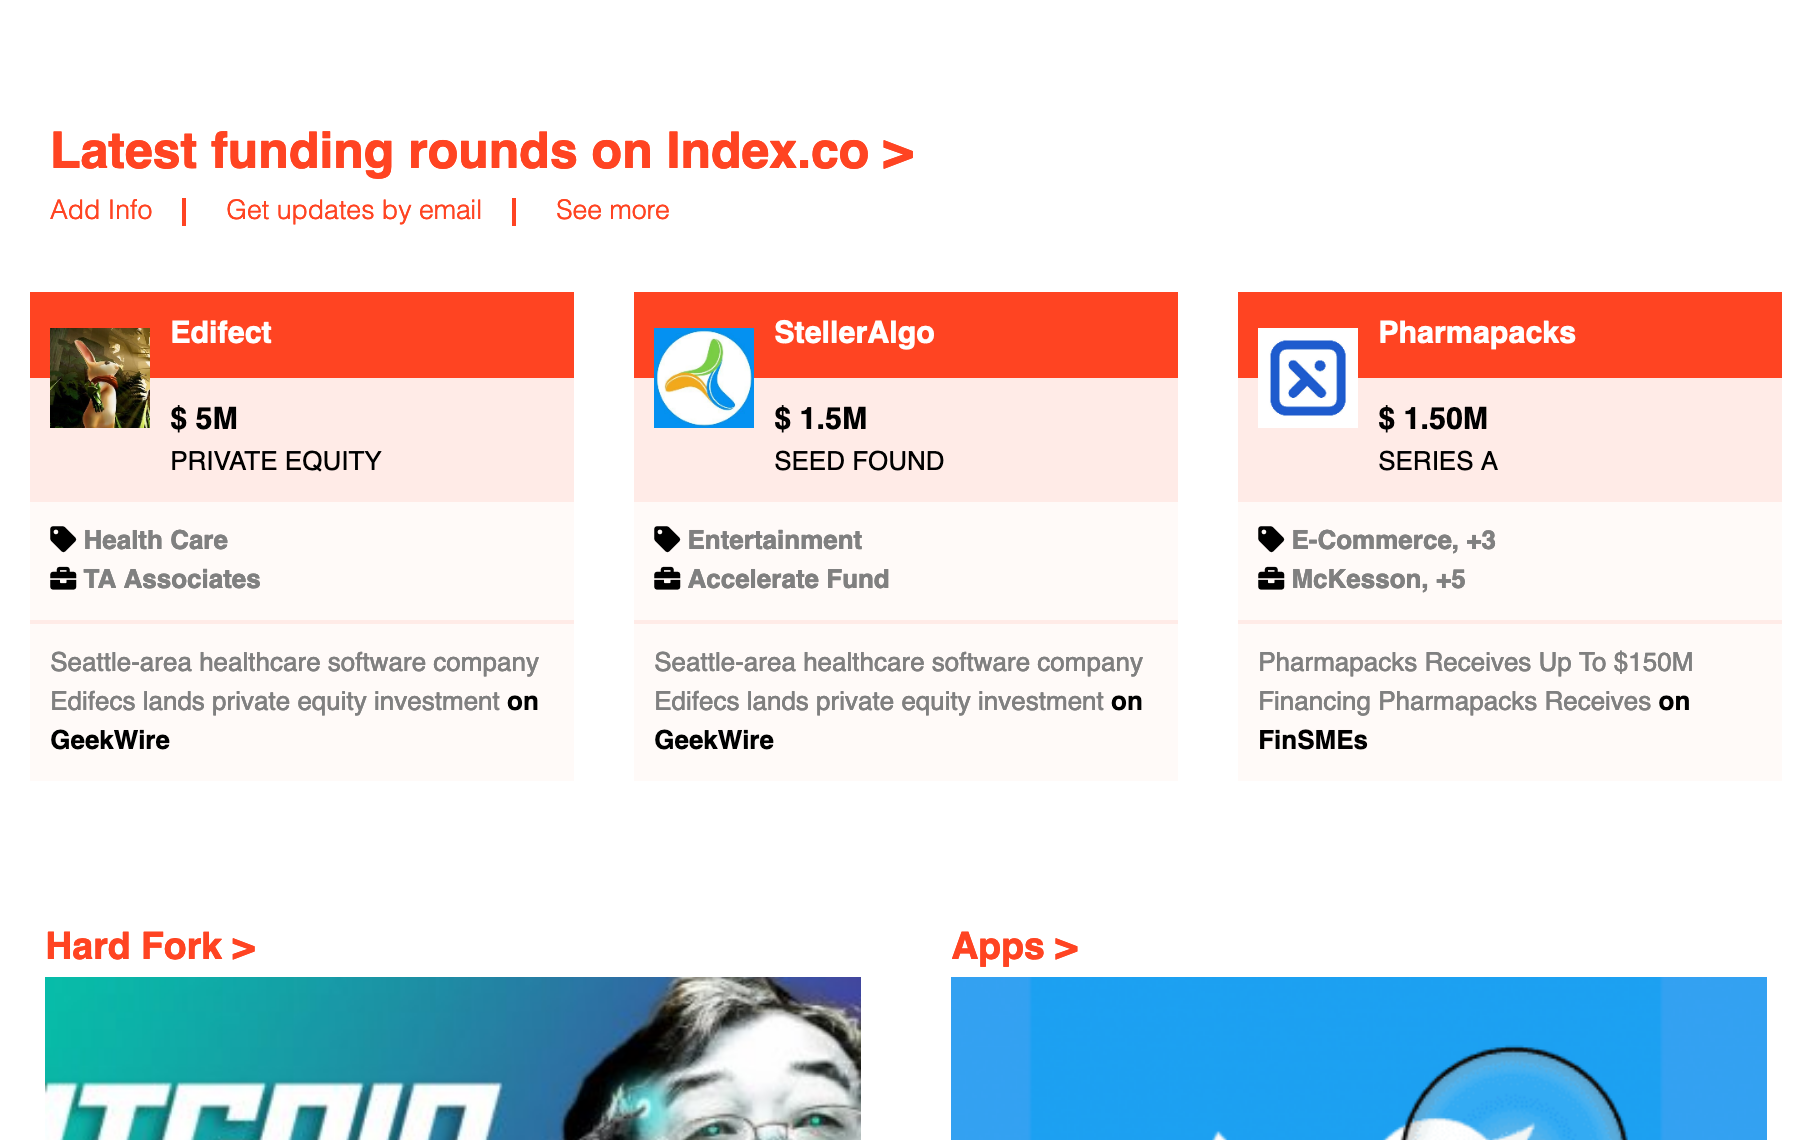 Latest funding rounds on Index.co >
Add Info | Get updates by email | See more
Edifect
$ 5M
PRIVATE EQUITY
Health Care
TA Associates
Seattle-area healthcare software company
Edifecs lands private equity investment on
GeekWire
StellerAlgo
$ 1.5M
SEED FOUND
Entertainment
Accelerate Fund
Seattle-area healthcare software company
Edifecs lands private equity investment on
GeekWire
Pharmapacks
$ 1.50M
SERIES A
E-Commerce, +3
McKesson, +5
Pharmapacks Receives Up To $150M
Financing Pharmapacks Receives on
FinSMEs
Hard Fork >
Apps >